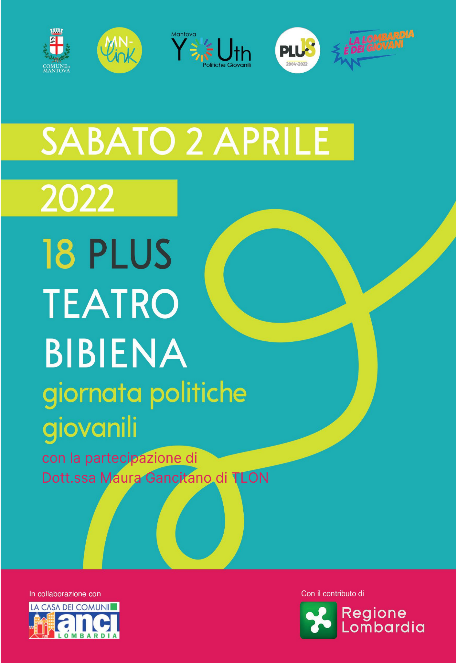 COMUNE DI
MANTOVA
MN-
Link
Mantova
YOUth
Politiche Giovanili
PLU18
2004-2022
LA LOMBARDIA
È DEI GIOVANI
SABATO 2 APRILE
2022
18 PLUS
TEATRO
BIBIENA
giornata politiche
giovanili
con la partecipazione di
Dott.ssa Maura Gancitano di TLON
In collaborazione con
LA CASA DEI COMUNI
anci
LOMBARDIA
Con il contributo di
Regione
Lombardia